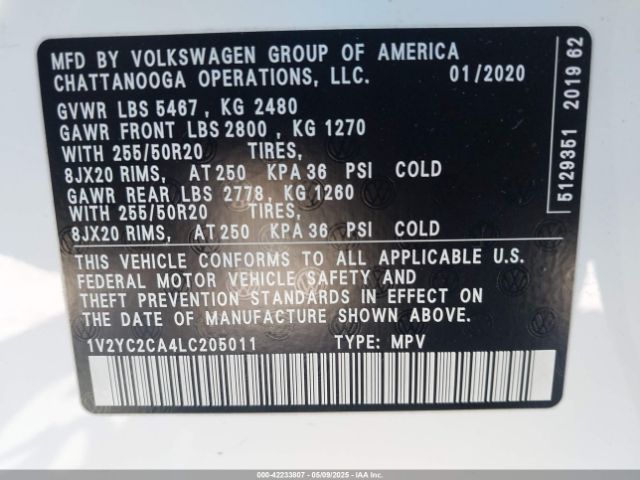 MFD BY VOLKSWAGEN GROUP OF AMERICA
CHATTANOOGA OPERATIONS, LLC. 01/2020
GVWR LBS 5467 , KG 2480
GAWR FRONT LBS 2800 , KG 1270
WITH 255/50R20 TIRES,
8JX20 RIMS, AT 250 KPA 36 PSI COLD
GAWR REAR LBS 2778 , KG 1260
WITH 255/50R20 TIRES,
8JX20 RIMS, AT 250 KPA 36 PSI COLD
THIS VEHICLE CONFORMS TO ALL APPLICABLE U.S.
FEDERAL MOTOR VEHICLE SAFETY AND
THEFT PREVENTION STANDARDS IN EFFECT ON
THE DATE OF MANUFACTURE SHOWN ABOVE.
1V2YC2CA4LC205011 TYPE: MPV
5129351 2019 62
000-42233807 - 05/09/2025 - IAA Inc.